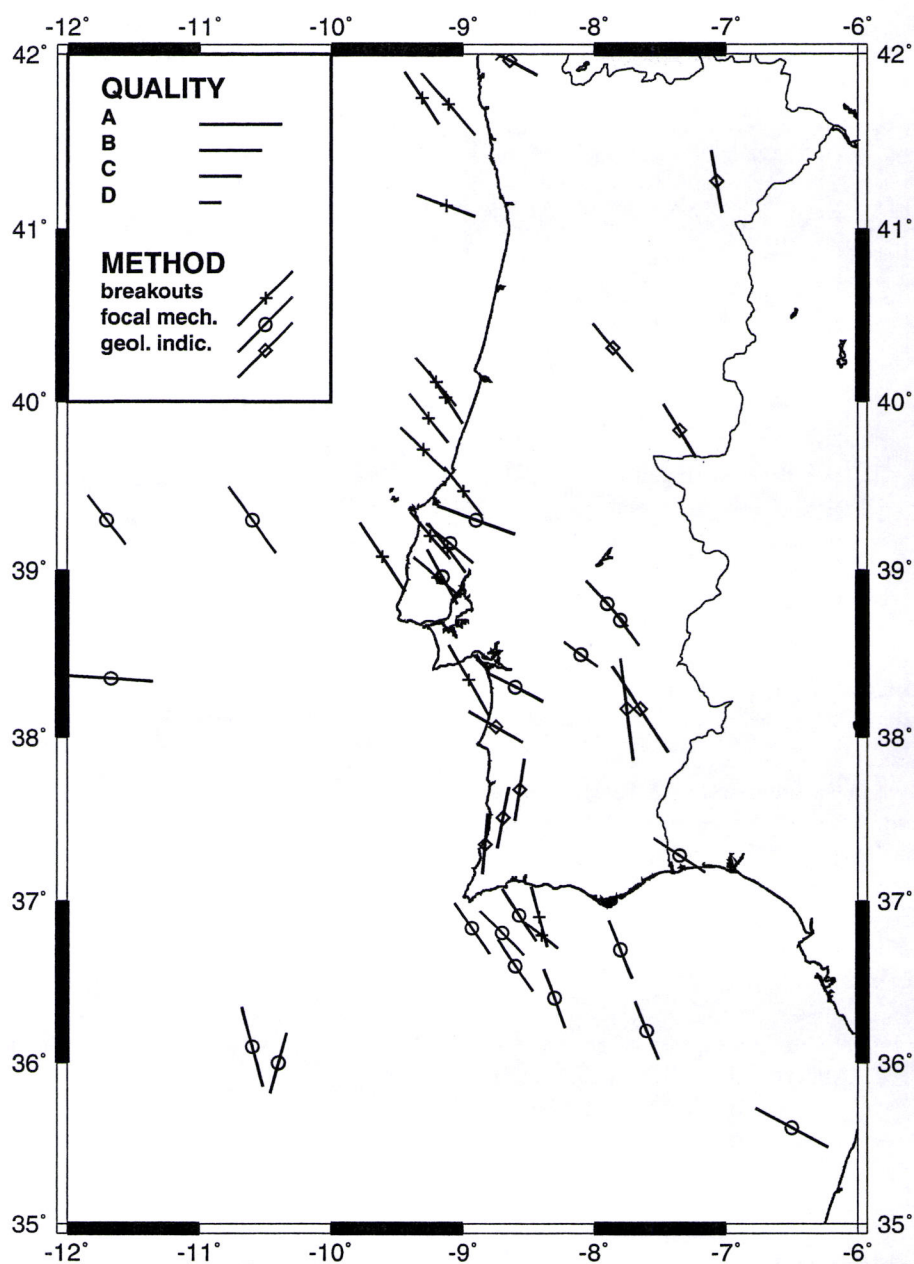 -12° -11° -10° -9° -8° -7° -6°
42° 42°
QUALITY
A
B
C
D
41° 41°
METHOD
breakouts
focal mech.
geol. indic.
40° 40°
39° 39°
38° 38°
37° 37°
36° 36°
35° 35°
-12° -11° -10° -9° -8° -7° -6°